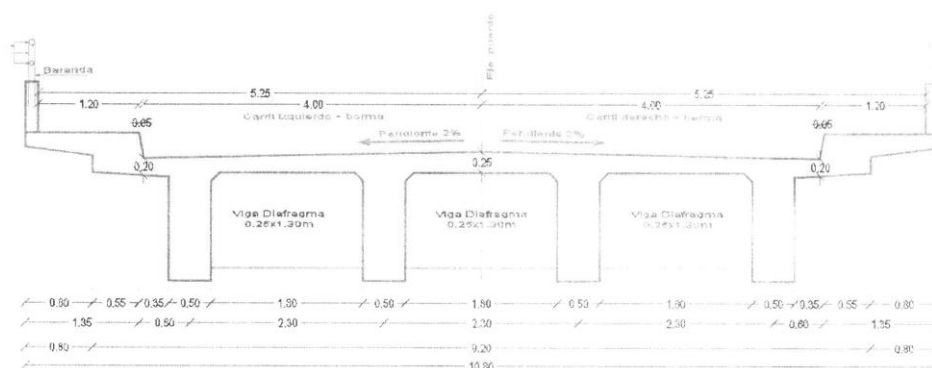 Eje puente
Baranda
5.25 5.25
1.20 4.00 4.00 1.20
0.05 Carril Izquierdo + berma Carril derecho + berma 0.05
Pendiente 2% Pendiente 2%
0.20 0.25 0.20
Viga Diafragma Viga Diafragma Viga Diafragma
0.25x1.30m 0.25x1.30m 0.25x1.30m
0.80 0.55 0.35 0.50 1.80 0.50 1.80 0.50 1.80 0.50 0.35 0.55 0.80
1.35 0.60 2.30 2.30 2.30 0.60 1.35
0.80 9.20 0.80
10.80